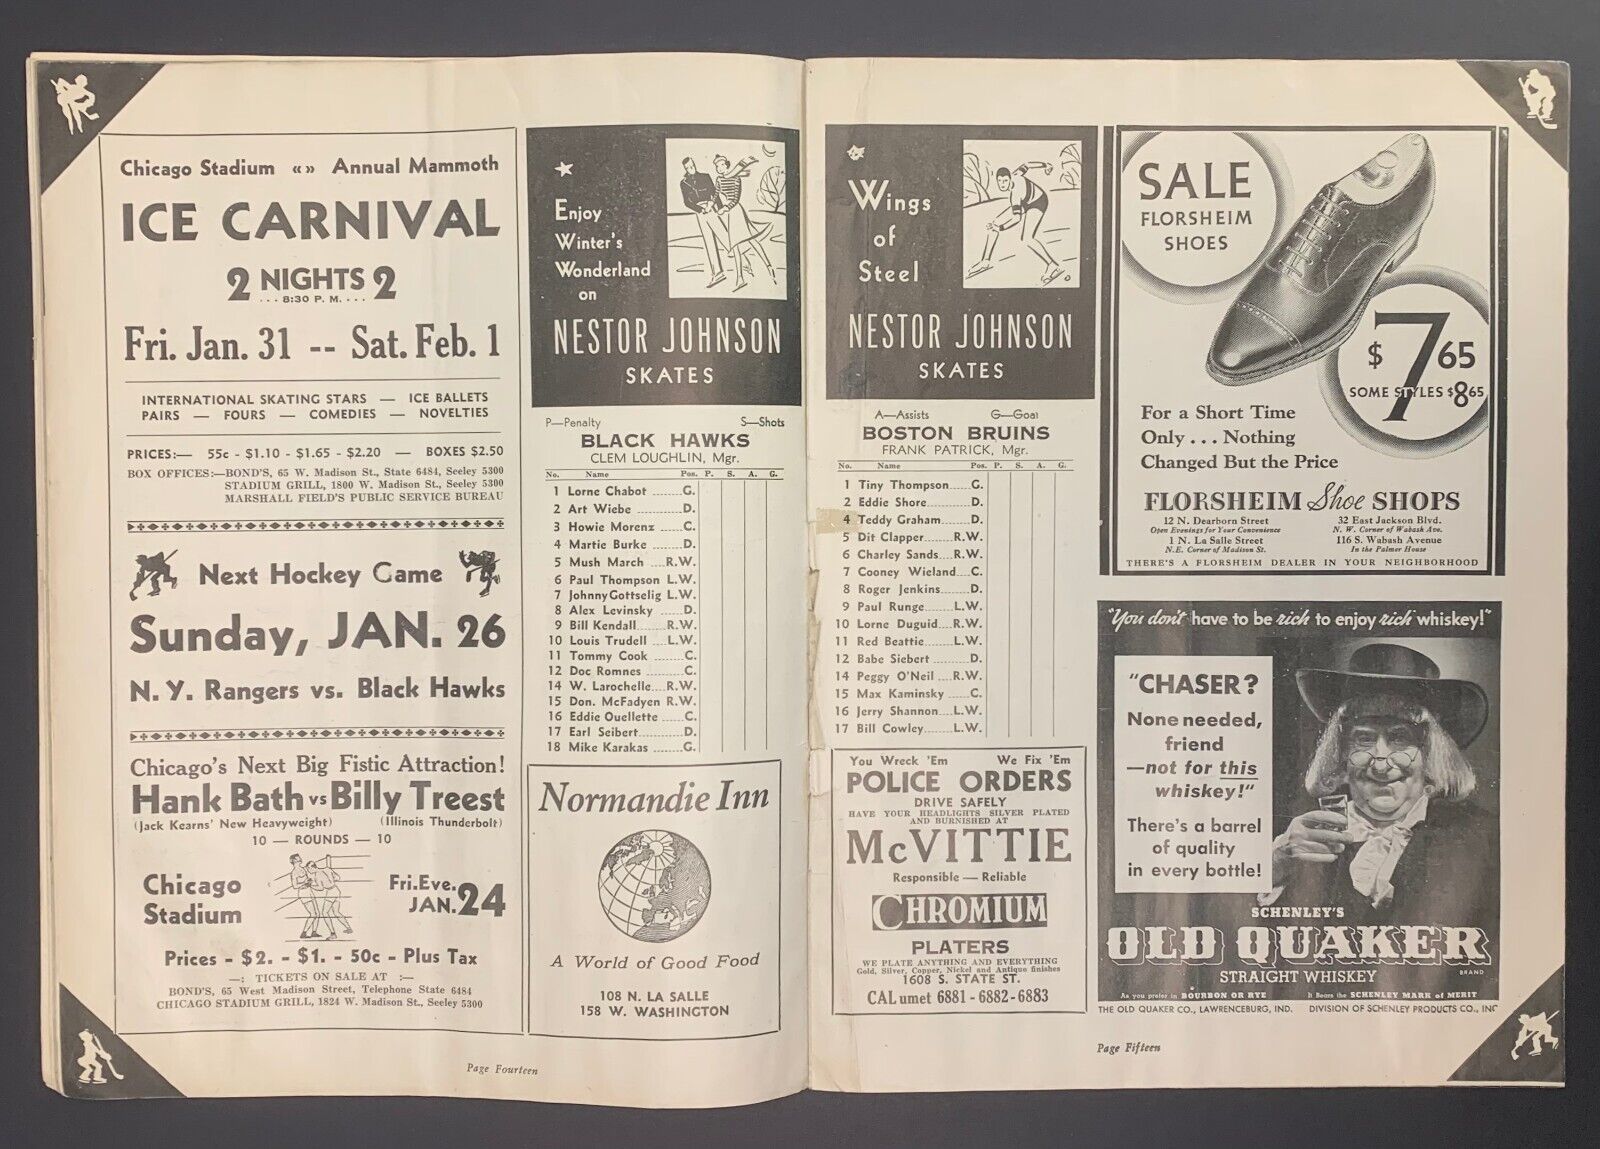 Chicago Stadium «» Annual Mammoth
ICE CARNIVAL
2 NIGHTS 2
... 8:30 P. M. ...
Fri. Jan. 31 -- Sat. Feb. 1
INTERNATIONAL SKATING STARS — ICE BALLETS
PAIRS — FOURS — COMEDIES — NOVELTIES
PRICES:— 55c - $1.10 - $1.65 - $2.20 — BOXES $2.50
BOX OFFICES:—BOND'S, 65 W. Madison St., State 6484, Seeley 5300
STADIUM GRILL, 1800 W. Madison St., Seeley 5300
MARSHALL FIELD'S PUBLIC SERVICE BUREAU
Next Hockey Game
Sunday, JAN. 26
N. Y. Rangers vs. Black Hawks
Chicago's Next Big Fistic Attraction!
Hank Bath vs Billy Treest
(Jack Kearns' New Heavyweight) (Illinois Thunderbolt)
10 — ROUNDS — 10
Chicago
Stadium
Fri. Eve.
JAN. 24
Prices - $2. - $1. - 50c - Plus Tax
—: TICKETS ON SALE AT :—
BOND'S, 65 West Madison Street, Telephone State 6484
CHICAGO STADIUM GRILL, 1824 W. Madison St., Seeley 5300
Enjoy
Winter's
Wonderland
on
NESTOR JOHNSON
SKATES
P—Penalty S—Shots
BLACK HAWKS
CLEM LOUGHLIN, Mgr.
No. Name Pos. P. S. A. G.
1 Lorne Chabot ........G.
2 Art Wiebe ..........D.
3 Howie Morenz .....C.
4 Martie Burke .......D.
5 Mush March ....R.W.
6 Paul Thompson L.W.
7 Johnny Gottselig L.W.
8 Alex Levinsky .....D.
9 Bill Kendall......R.W.
10 Louis Trudell ...L.W.
11 Tommy Cook .......C.
12 Doc Romnes ........C.
14 W. Larochelle...R.W.
15 Don. McFadyen R.W.
16 Eddie Ouellette .....C.
17 Earl Seibert..........D.
18 Mike Karakas ......G.
Normandie Inn
A World of Good Food
108 N. LA SALLE
158 W. WASHINGTON
Page Fourteen
Wings
of
Steel
NESTOR JOHNSON
SKATES
A—Assists G—Goal
BOSTON BRUINS
FRANK PATRICK, Mgr.
No. Name Pos. P. S. A. G.
1 Tiny Thompson.....G.
2 Eddie Shore.........D.
4 Teddy Graham.....D.
5 Dit Clapper......R.W.
6 Charley Sands...R.W.
7 Cooney Wieland...C.
8 Roger Jenkins......D.
9 Paul Runge.......L.W.
10 Lorne Duguid...R.W.
11 Red Beattie......L.W.
12 Babe Siebert ........D.
14 Peggy O'Neil ...R.W.
15 Max Kaminsky .....C.
16 Jerry Shannon...L.W.
17 Bill Cowley.......L.W.
You Wreck 'Em We Fix 'Em
POLICE ORDERS
DRIVE SAFELY
HAVE YOUR HEADLIGHTS SILVER PLATED
AND BURNISHED AT
McVITTIE
Responsible — Reliable
CHROMIUM
PLATERS
WE PLATE ANYTHING AND EVERYTHING
Gold, Silver, Copper, Nickel and Antique finishes
1608 S. STATE ST.
CALumet 6881 - 6882 - 6883
SALE
FLORSHEIM
SHOES
$7 65
SOME STYLES $8 65
For a Short Time
Only . . . Nothing
Changed But the Price
FLORSHEIM Shoe SHOPS
12 N. Dearborn Street 32 East Jackson Blvd.
Open Evenings for Your Convenience N. W. Corner of Wabash Ave.
1 N. La Salle Street 116 S. Wabash Avenue
N.E. Corner of Madison St. In the Palmer House
THERE'S A FLORSHEIM DEALER IN YOUR NEIGHBORHOOD
"You don't have to be rich to enjoy rich whiskey!"
"CHASER?
None needed,
friend
—not for this
whiskey!"
There's a barrel
of quality
in every bottle!
SCHENLEY'S
OLD QUAKER
BRAND
STRAIGHT WHISKEY
As you prefer in BOURBON OR RYE It Bears the SCHENLEY MARK of MERIT
THE OLD QUAKER CO., LAWRENCEBURG, IND. DIVISION OF SCHENLEY PRODUCTS CO., INC
Page Fifteen